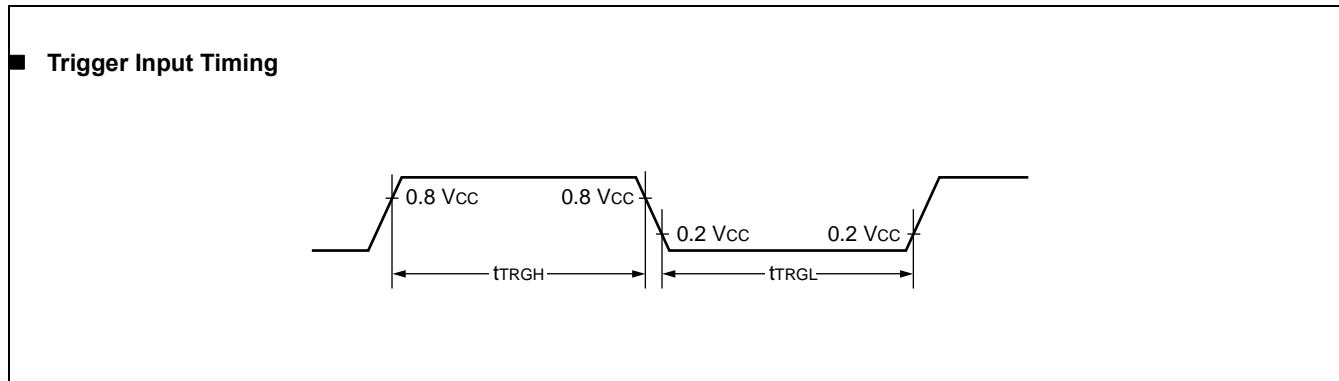 ■ Trigger Input Timing
0.8 VCC 0.8 VCC
0.2 VCC 0.2 VCC
tTRGH tTRGL